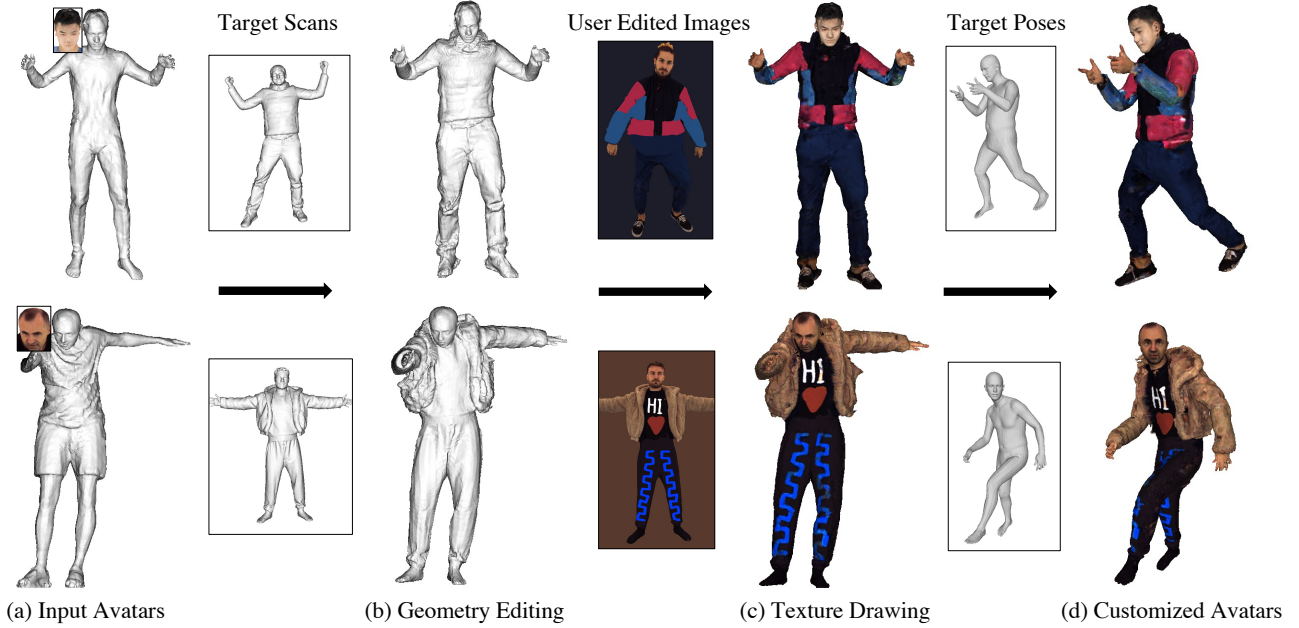 Target Scans
User Edited Images
Target Poses
HI
HI
HI
(a) Input Avatars
(b) Geometry Editing
(c) Texture Drawing
(d) Customized Avatars